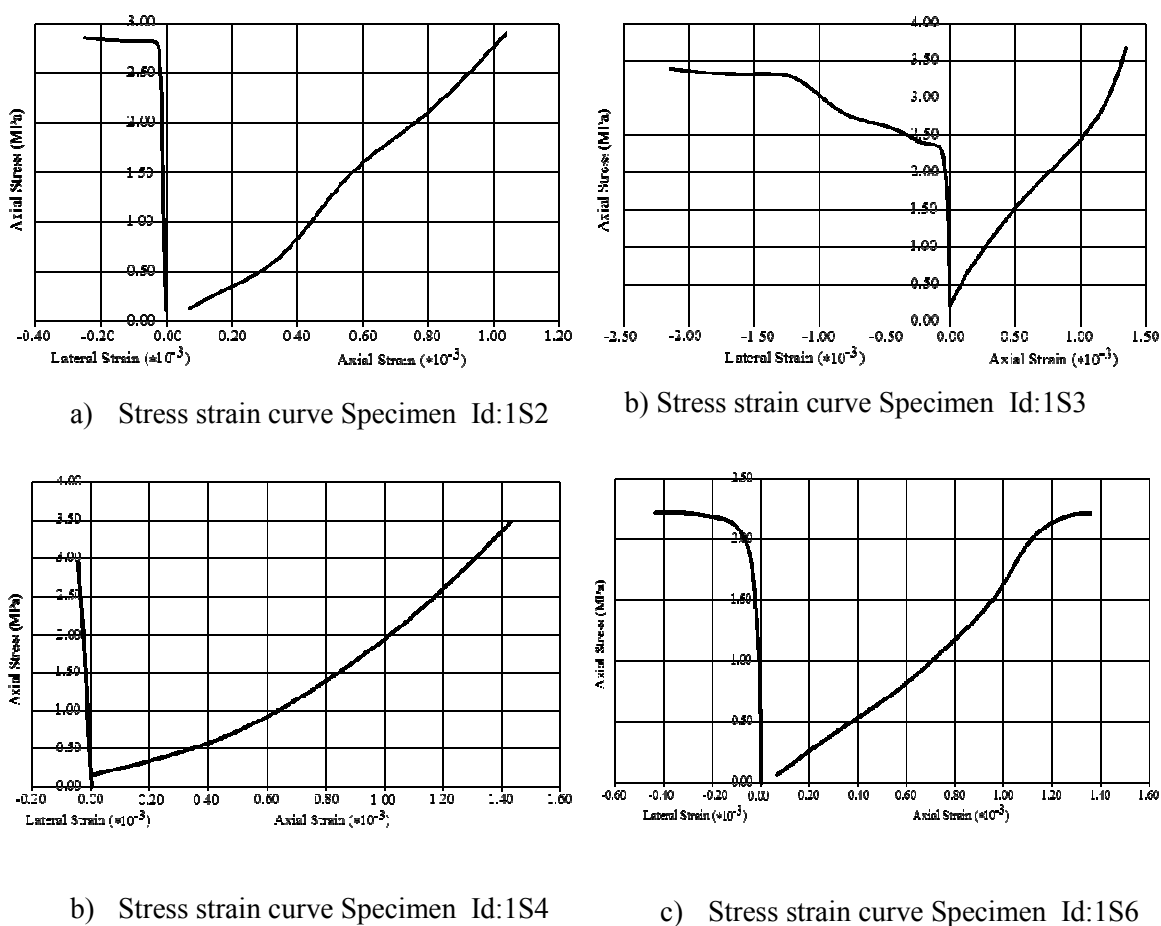 3.00
2.50
2.00
1.50
1.00
0.50
0.00
Axial Stress (MPa)
-0.40 -0.20 0.00 0.20 0.40 0.60 0.80 1.00 1.20
Lateral Strain (*10-3) Axial Strain (*10-3)
a) Stress strain curve Specimen Id:1S2
4.00
3.50
3.00
2.50
2.00
1.50
1.00
0.50
0.00
Axial Stress (MPa)
-2.50 -2.00 -1.50 -1.00 -0.50 0.00 0.50 1.00 1.50
Lateral Strain (*10-3) Axial Strain (*10-3)
b) Stress strain curve Specimen Id:1S3
4.00
3.50
3.00
2.50
2.00
1.50
1.00
0.50
0.00
Axial Stress (MPa)
-0.20 0.00 0.20 0.40 0.60 0.80 1.00 1.20 1.40 1.60
Lateral Strain (*10-3) Axial Strain (*10-3)
b) Stress strain curve Specimen Id:1S4
2.50
2.00
1.50
1.00
0.50
0.00
Axial Stress (MPa)
-0.60 -0.40 -0.20 0.00 0.20 0.40 0.60 0.80 1.00 1.20 1.40 1.60
Lateral Strain (*10-3) Axial Strain (*10-3)
c) Stress strain curve Specimen Id:1S6